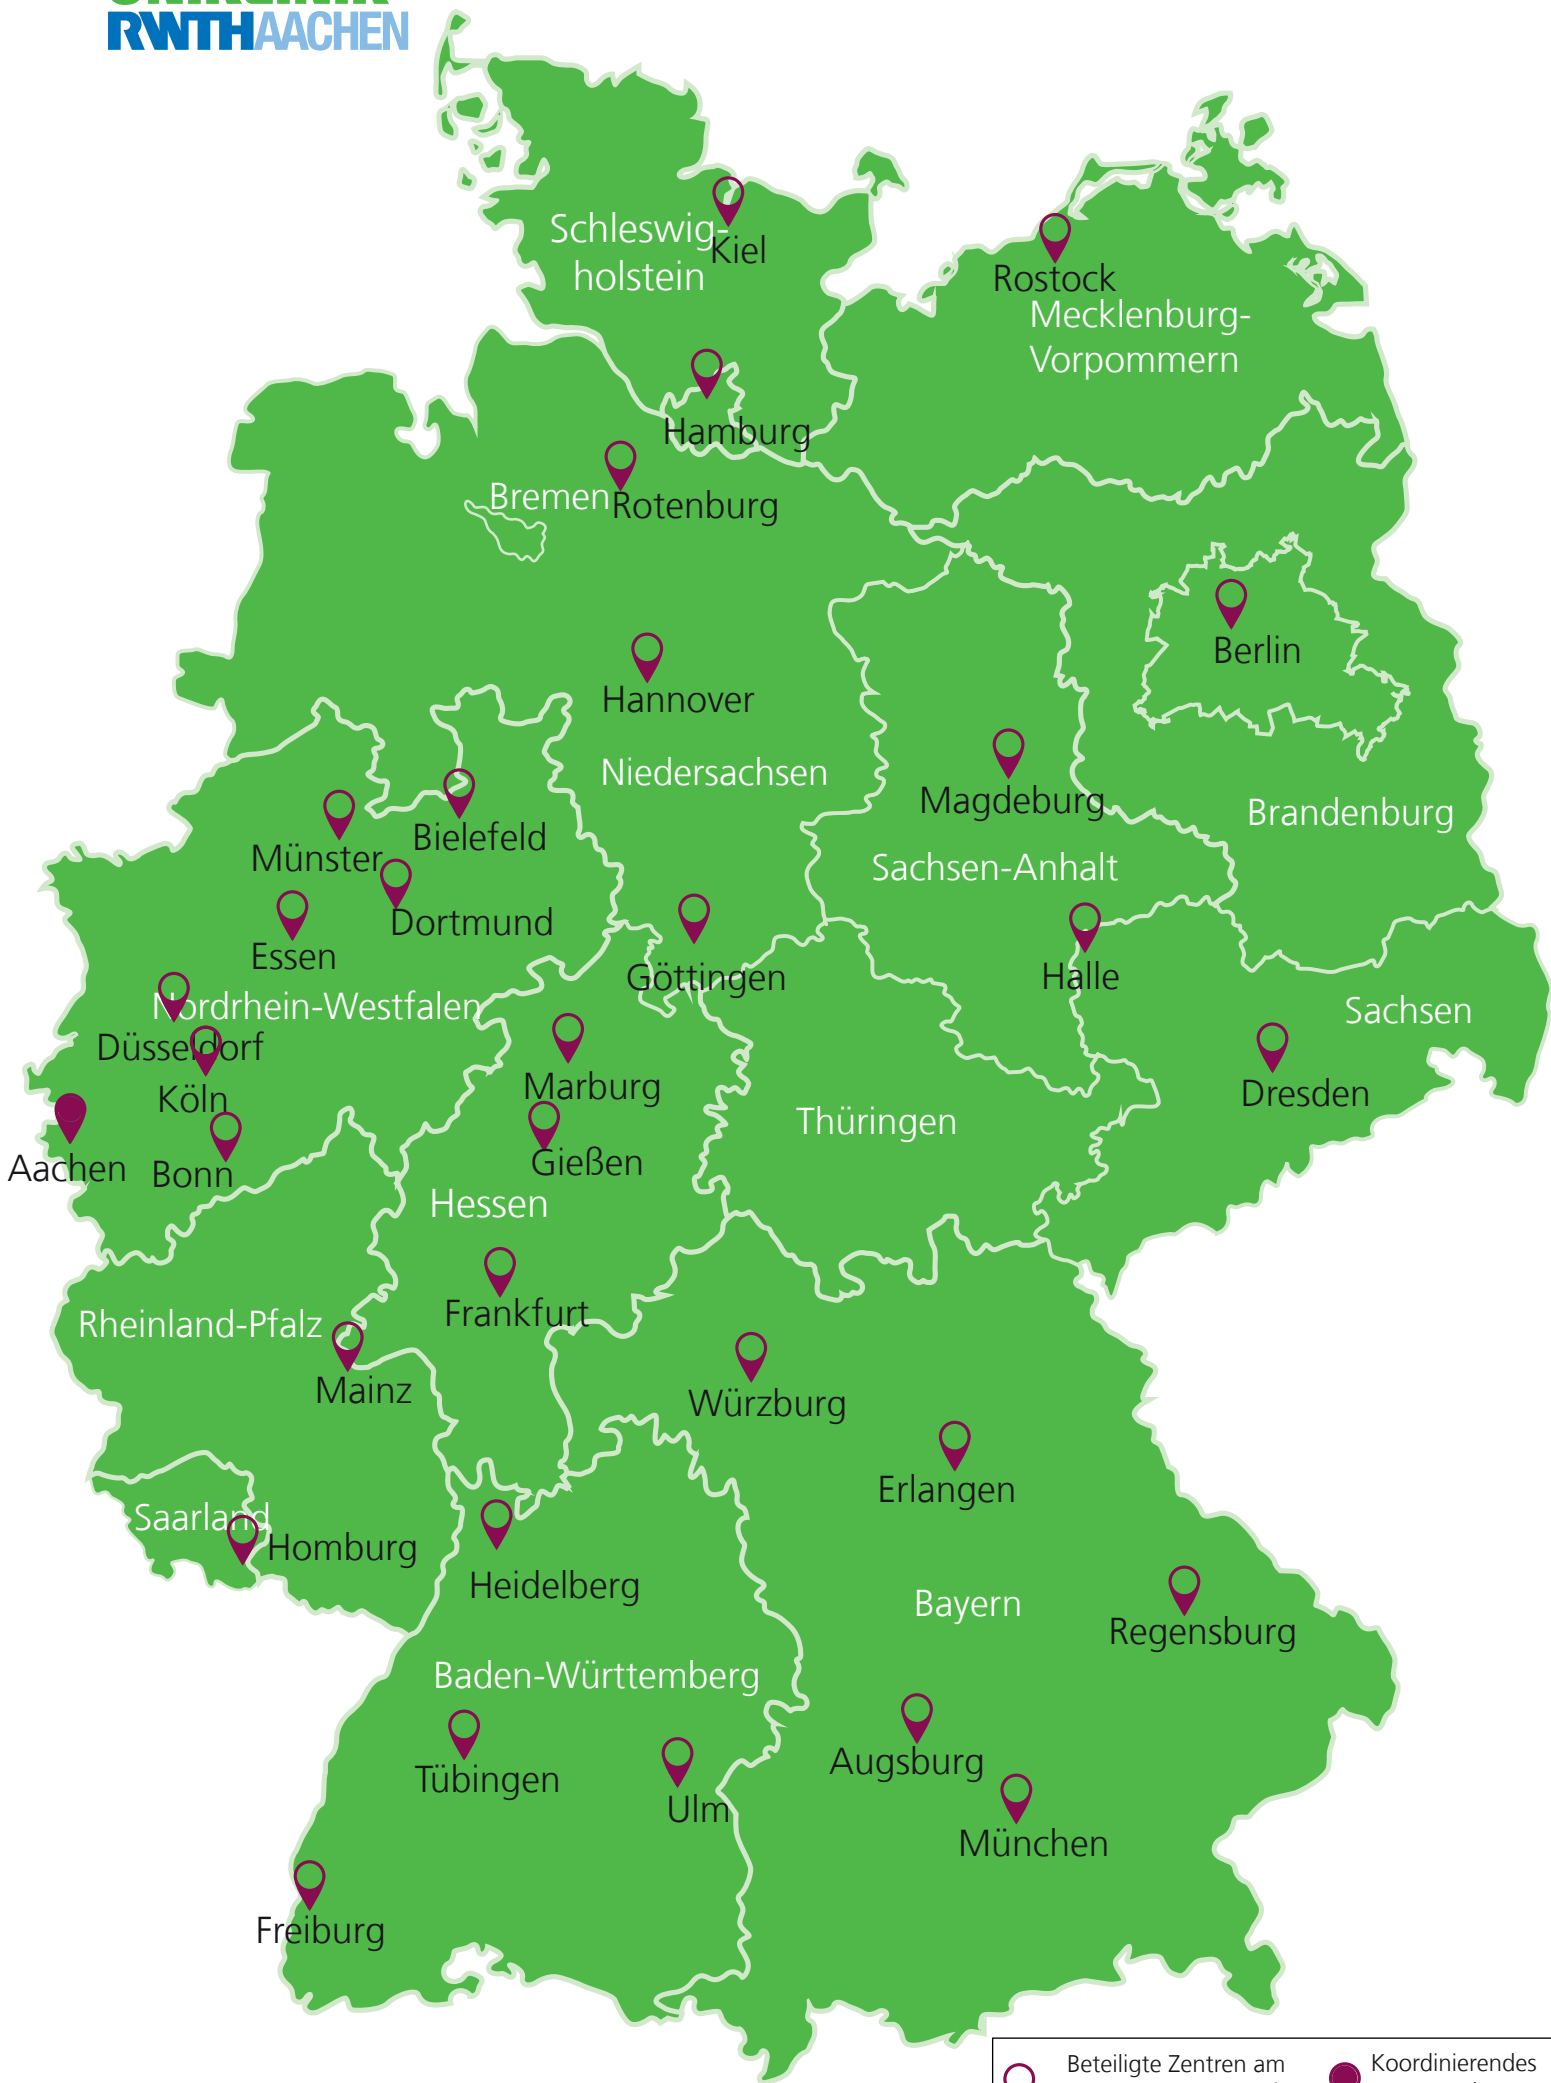 RWTHAACHEN
Schleswig-
holstein
Kiel
Rostock
Mecklenburg-
Vorpommern
Hamburg
Bremen
Rotenburg
Berlin
Hannover
Niedersachsen
Magdeburg
Brandenburg
Bielefeld
Münster
Sachsen-Anhalt
Dortmund
Essen
Göttingen
Halle
Nordrhein-Westfalen
Sachsen
Düsseldorf
Marburg
Köln
Dresden
Thüringen
Aachen
Bonn
Gießen
Hessen
Frankfurt
Rheinland-Pfalz
Mainz
Würzburg
Erlangen
Saarland
Homburg
Heidelberg
Bayern
Regensburg
Baden-Württemberg
Augsburg
Tübingen
Ulm
München
Freiburg
Beteiligte Zentren am
Koordinierendes